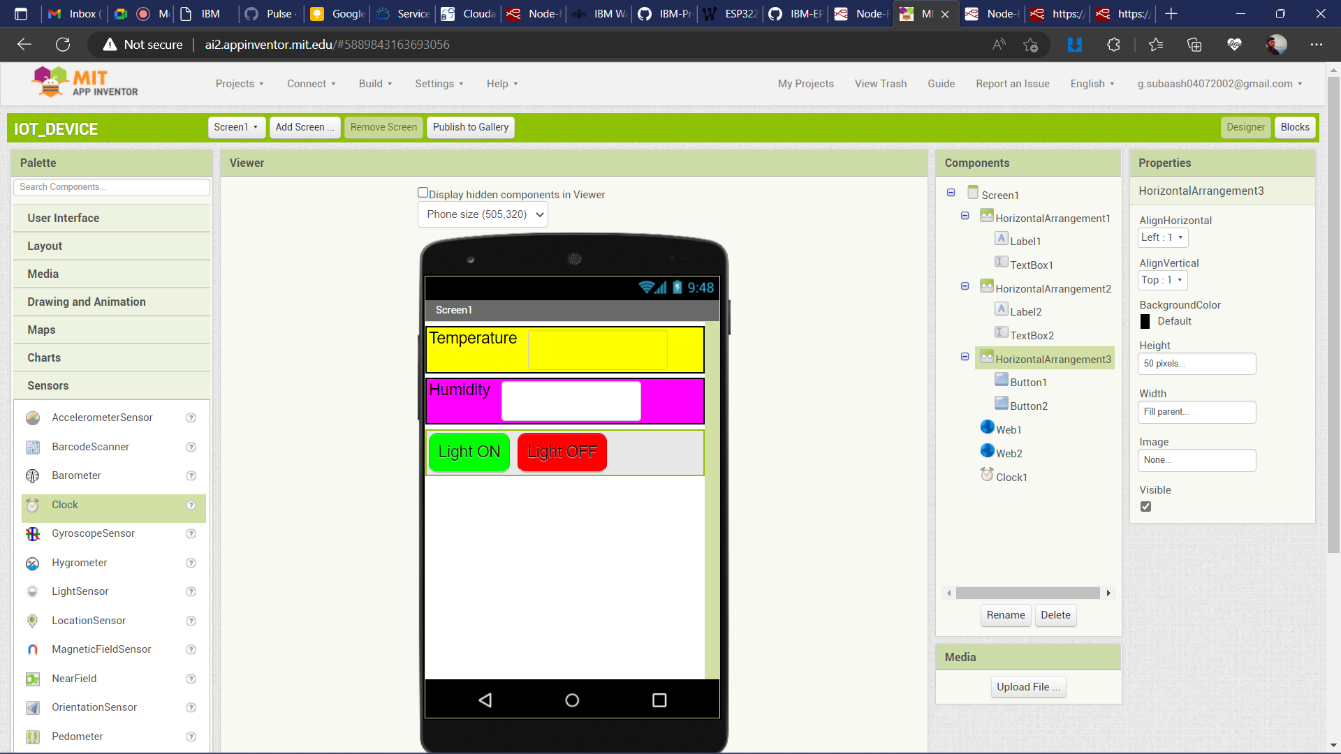 Inbox (
M
IBM
Pulse -
Google
Service
Clouda
Node-
IBM W
IBM-Pr
ESP32
IBM-EP
Node-
MI
Node-
https:/
https:/
Not secure
ai2.appinventor.mit.edu/#5889843163693056
MIT
APP INVENTOR
Projects
Connect
Build
Settings
Help
My Projects
View Trash
Guide
Report an Issue
English
g.subaash04072002@gmail.com
IOT_DEVICE
Screen1
Add Screen ...
Remove Screen
Publish to Gallery
Designer
Blocks
Palette
Search Components...
User Interface
Layout
Media
Drawing and Animation
Maps
Charts
Sensors
AccelerometerSensor
BarcodeScanner
Barometer
Clock
GyroscopeSensor
Hygrometer
LightSensor
LocationSensor
MagneticFieldSensor
NearField
OrientationSensor
Pedometer
Viewer
Display hidden components in Viewer
Phone size (505,320)
9:48
Screen1
Temperature
Humidity
Light ON
Light OFF
Components
Screen1
HorizontalArrangement1
Label1
TextBox1
HorizontalArrangement2
Label2
TextBox2
HorizontalArrangement3
Button1
Button2
Web1
Web2
Clock1
Rename
Delete
Media
Upload File ...
Properties
HorizontalArrangement3
AlignHorizontal
Left : 1
AlignVertical
Top : 1
BackgroundColor
Default
Height
50 pixels...
Width
Fill parent...
Image
None...
Visible